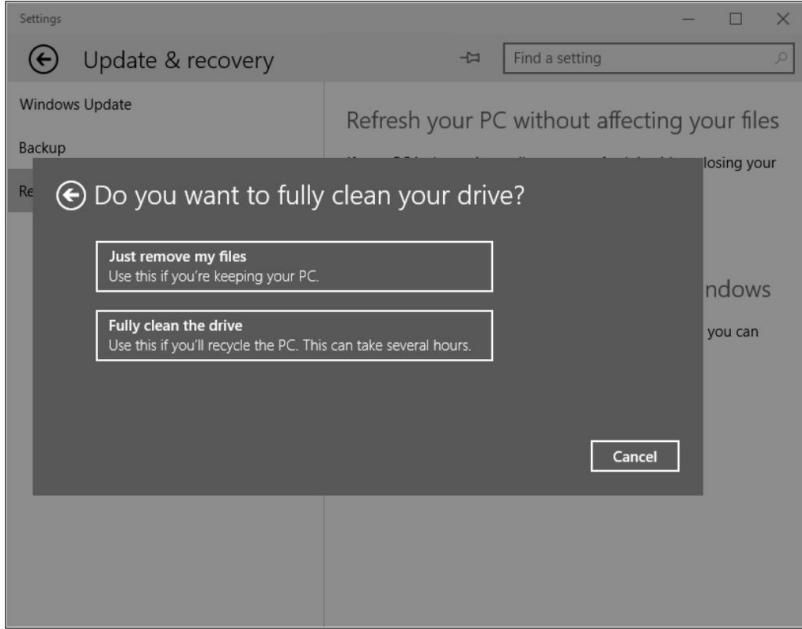 Settings
Update & recovery
Find a setting
Windows Update
Backup
Re
Refresh your PC without affecting your files
losing your
ndows
you can
Do you want to fully clean your drive?
Just remove my files
Use this if you're keeping your PC.
Fully clean the drive
Use this if you'll recycle the PC. This can take several hours.
Cancel